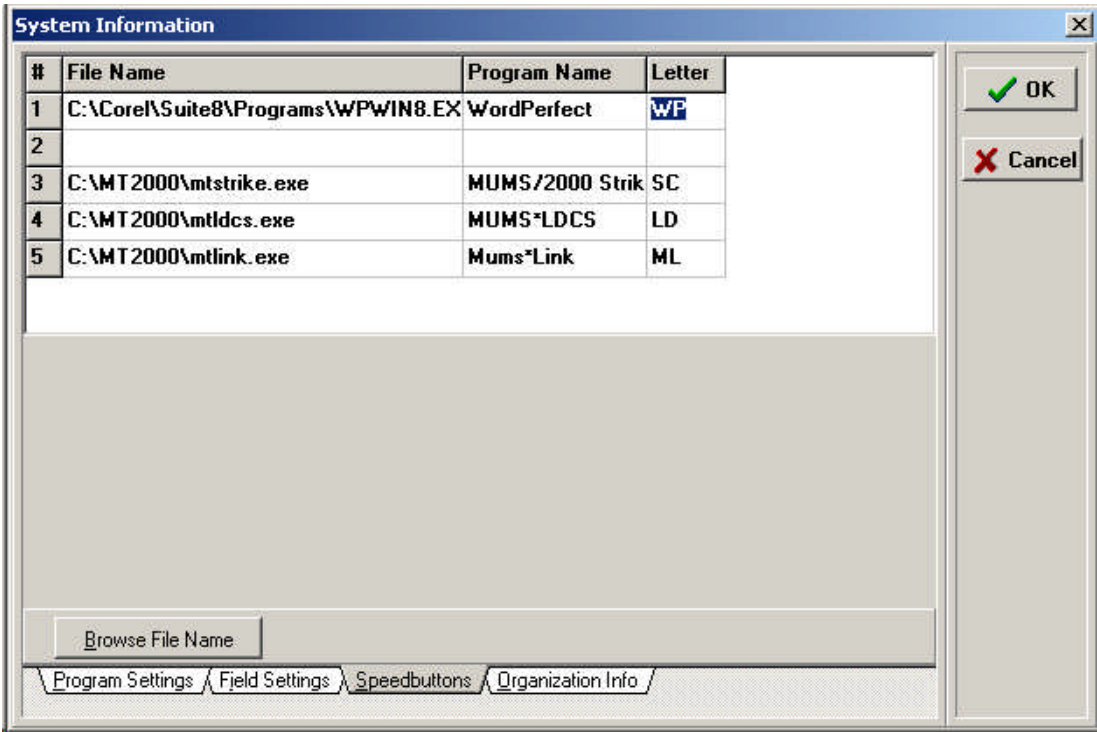 System Information
# File Name Program Name Letter
1 C:\Corel\Suite8\Programs\WPWIN8.EX WordPerfect WP
2
3 C:\MT2000\mtstrike.exe MUMS/2000 Strik SC
4 C:\MT2000\mtldcs.exe MUMS*LDCS LD
5 C:\MT2000\mtlink.exe Mums*Link ML
OK
Cancel
Browse File Name
Program Settings Field Settings Speedbuttons Organization Info